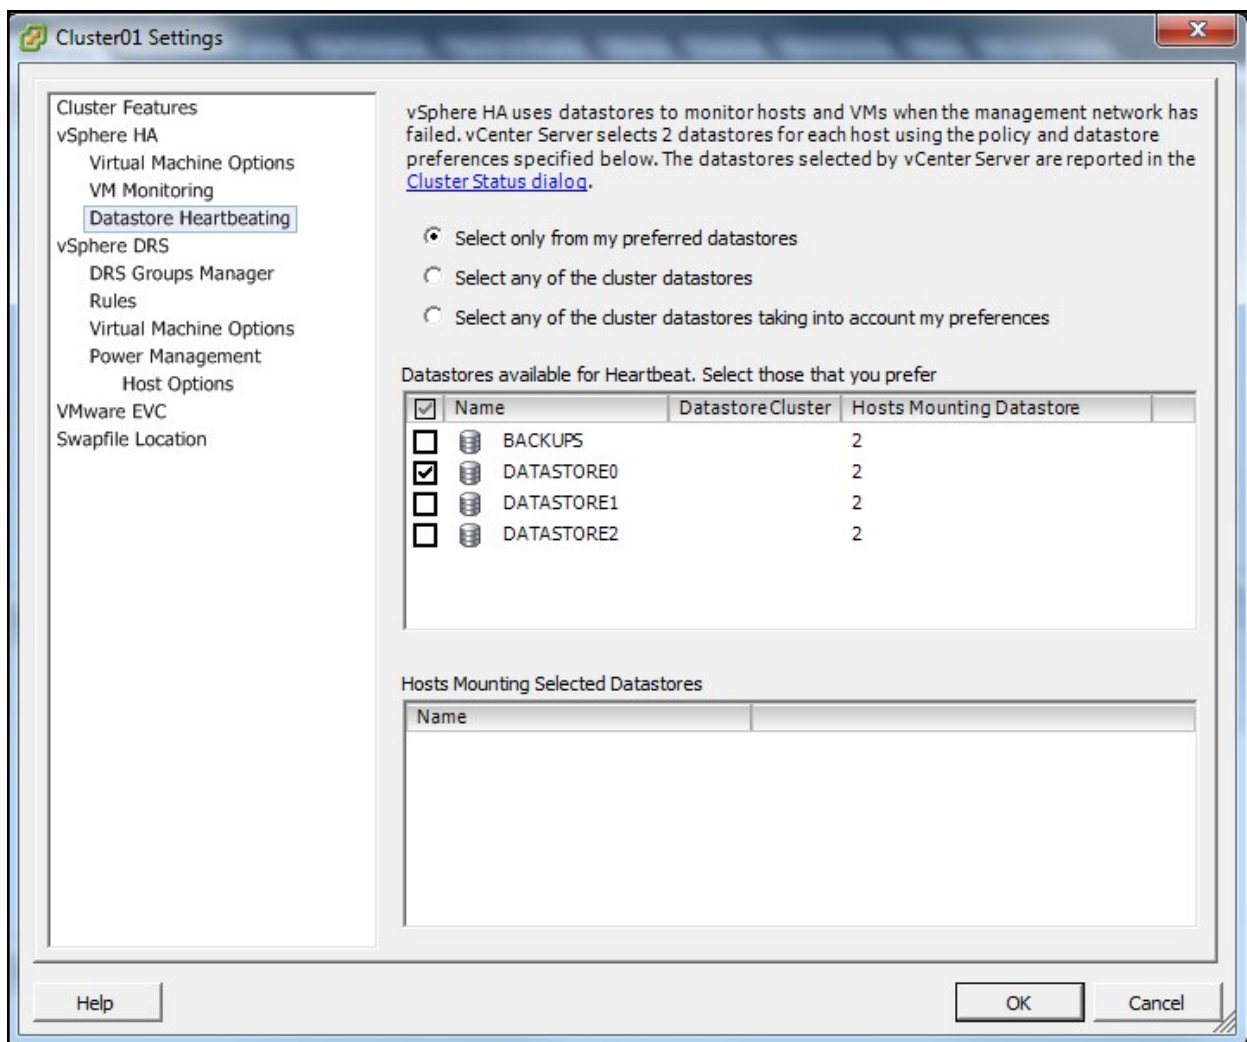 Cluster01 Settings
Cluster Features
vSphere HA
Virtual Machine Options
VM Monitoring
Datastore Heartbeating
vSphere DRS
DRS Groups Manager
Rules
Virtual Machine Options
Power Management
Host Options
VMware EVC
Swapfile Location
vSphere HA uses datastores to monitor hosts and VMs when the management network has
failed. vCenter Server selects 2 datastores for each host using the policy and datastore
preferences specified below. The datastores selected by vCenter Server are reported in the
Cluster Status dialog.
Select only from my preferred datastores
Select any of the cluster datastores
Select any of the cluster datastores taking into account my preferences
Datastores available for Heartbeat. Select those that you prefer
Name Datastore Cluster Hosts Mounting Datastore
BACKUPS 2
DATASTORE0 2
DATASTORE1 2
DATASTORE2 2
Hosts Mounting Selected Datastores
Name
Help OK Cancel